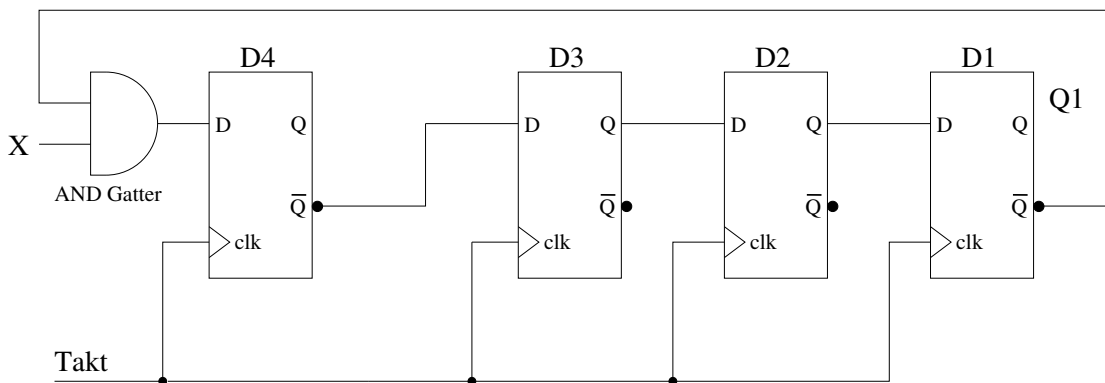 D4
D3
D2
D1
Q1
D
Q
D
Q
D
Q
D
Q
X
AND Gatter
Q̅
Q̅
Q̅
Q̅
clk
clk
clk
clk
Takt